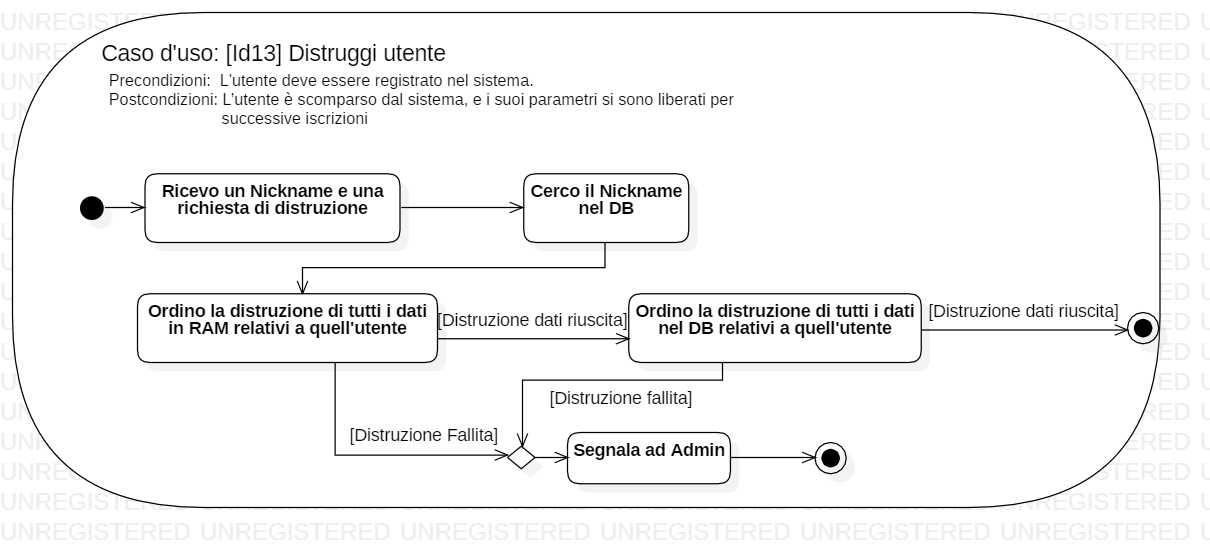 Caso d'uso: [Id13] Distruggi utente
Precondizioni: L'utente deve essere registrato nel sistema.
Postcondizioni: L'utente è scomparso dal sistema, e i suoi parametri si sono liberati per
successive iscrizioni
Ricevo un Nickname e una
richiesta di distruzione
Cerco il Nickname
nel DB
Ordino la distruzione di tutti i dati
in RAM relativi a quell'utente
[Distruzione dati riuscita]
Ordino la distruzione di tutti i dati
nel DB relativi a quell'utente
[Distruzione dati riuscita]
[Distruzione fallita]
[Distruzione Fallita]
Segnala ad Admin
UNREGISTERED UNREGISTERED UNREGISTERED UNREGISTERED UNREGISTERED UNREGISTERED